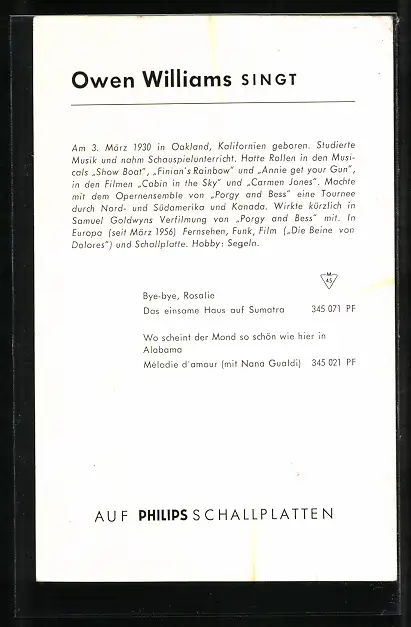 Owen Williams SINGT
Am 3. März 1930 in Oakland, Kalifornien geboren. Studierte
Musik und nahm Schauspielunterricht. Hatte Rollen in den Musi-
cals „Show Boat“, „Finian's Rainbow“ und „Annie get your Gun“,
in den Filmen „Cabin in the Sky“ und „Carmen Jones“. Machte
mit dem Opernensemble von „Porgy and Bess“ eine Tournee
durch Nord- und Südamerika und Kanada. Wirkte kürzlich in
Samuel Goldwyns Verfilmung von „Porgy and Bess“ mit. In
Europa (seit März 1956) Fernsehen, Funk, Film („Die Beine von
Dolores“) und Schallplatte. Hobby: Segeln.
M
45
Bye-bye, Rosalie
Das einsame Haus auf Sumatra 345 071 PF
Wo scheint der Mond so schön wie hier in
Alabama
Mélodie d'amour (mit Nana Gualdi) 345 021 PF
AUF PHILIPS SCHALLPLATTEN